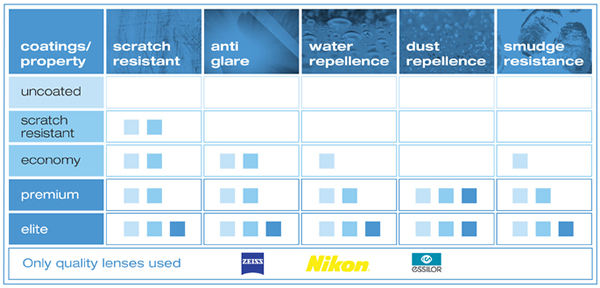 coatings/
property
scratch
resistant
anti
glare
water
repellence
dust
repellence
smudge
resistance
uncoated
scratch
resistant
economy
premium
elite
Only quality lenses used
ZEISS
Nikon
essilor